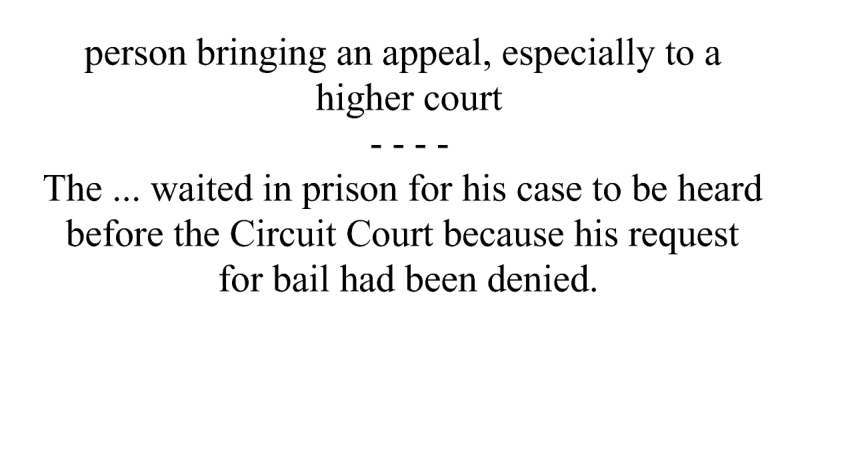 person bringing an appeal, especially to a
higher court
- - - -
The ... waited in prison for his case to be heard
before the Circuit Court because his request
for bail had been denied.